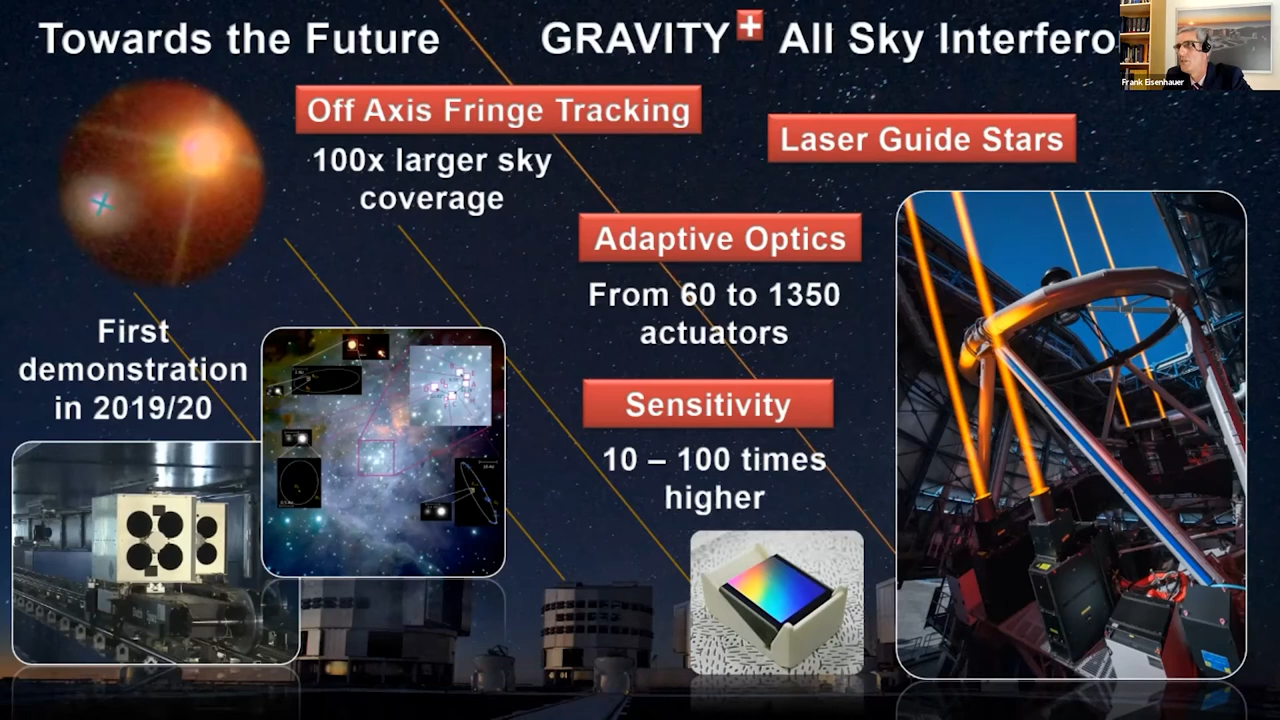 Towards the Future
GRAVITY+ All Sky Interfero
Frank Eisenhauer
Off Axis Fringe Tracking
100x larger sky
coverage
Laser Guide Stars
Adaptive Optics
From 60 to 1350
actuators
First
demonstration
in 2019/20
Sensitivity
10 – 100 times
higher